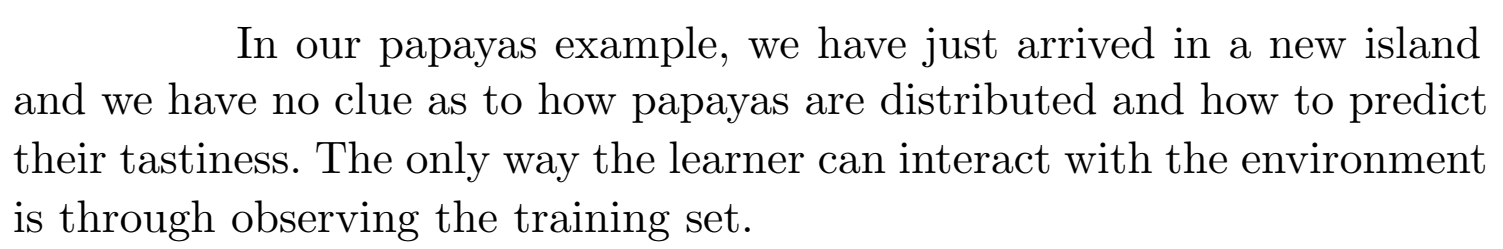 In our papayas example, we have just arrived in a new island
and we have no clue as to how papayas are distributed and how to predict
their tastiness. The only way the learner can interact with the environment
is through observing the training set.